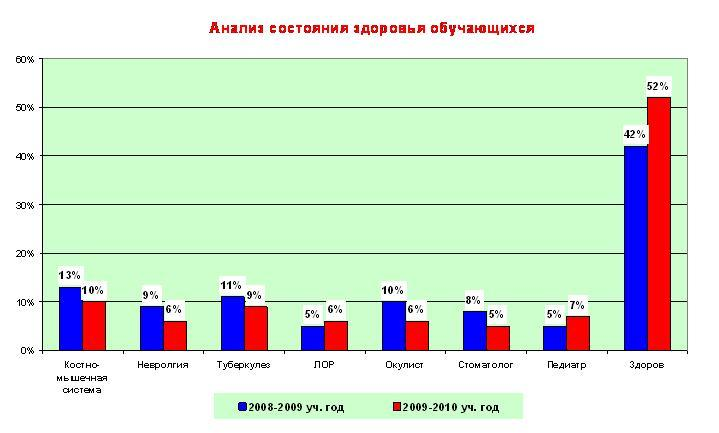 Анализ состояния здоровья обучающихся
60%
50%
40%
30%
20%
10%
0%
13%
10%
9%
6%
11%
9%
5%
6%
10%
6%
8%
5%
5%
7%
42%
52%
Костно-
мышечная
система
Невролгия
Туберкулез
ЛОР
Окулист
Стоматолог
Педиатр
Здоров
2008-2009 уч. год
2009-2010 уч. год